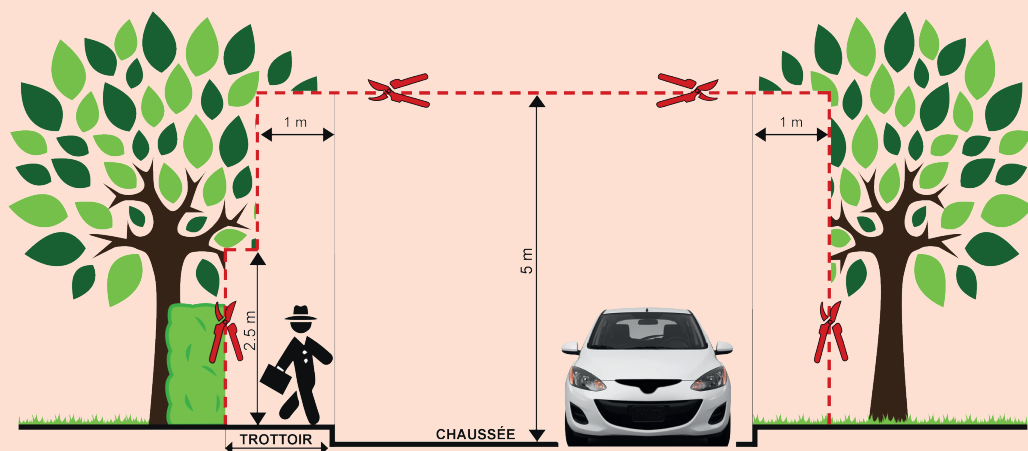 1 m
1 m
5 m
2.5 m
TROTTOIR
CHAUSSÉE